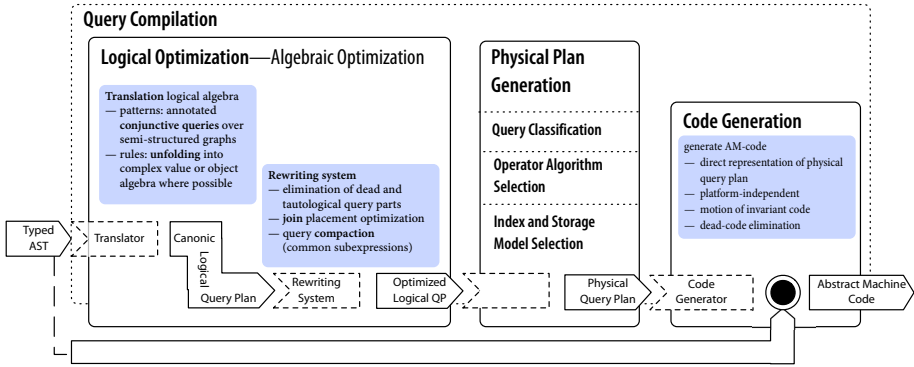 Query Compilation
Logical Optimization—Algebraic Optimization
Translation logical algebra
— patterns: annotated
conjunctive queries over
semi-structured graphs
— rules: unfolding into
complex value or object
algebra where possible
Rewriting system
— elimination of dead and
tautological query parts
— join placement optimization
— query compaction
(common subexpressions)
Physical Plan
Generation
Query Classification
Operator Algorithm
Selection
Index and Storage
Model Selection
Code Generation
generate AM-code
— direct representation of physical
query plan
— platform-independent
— motion of invariant code
— dead-code elimination
Typed
AST
Translator
Canonic
Logical
Query Plan
Rewriting
System
Optimized
Logical QP
Physical
Query Plan
Code
Generator
Abstract Machine
Code